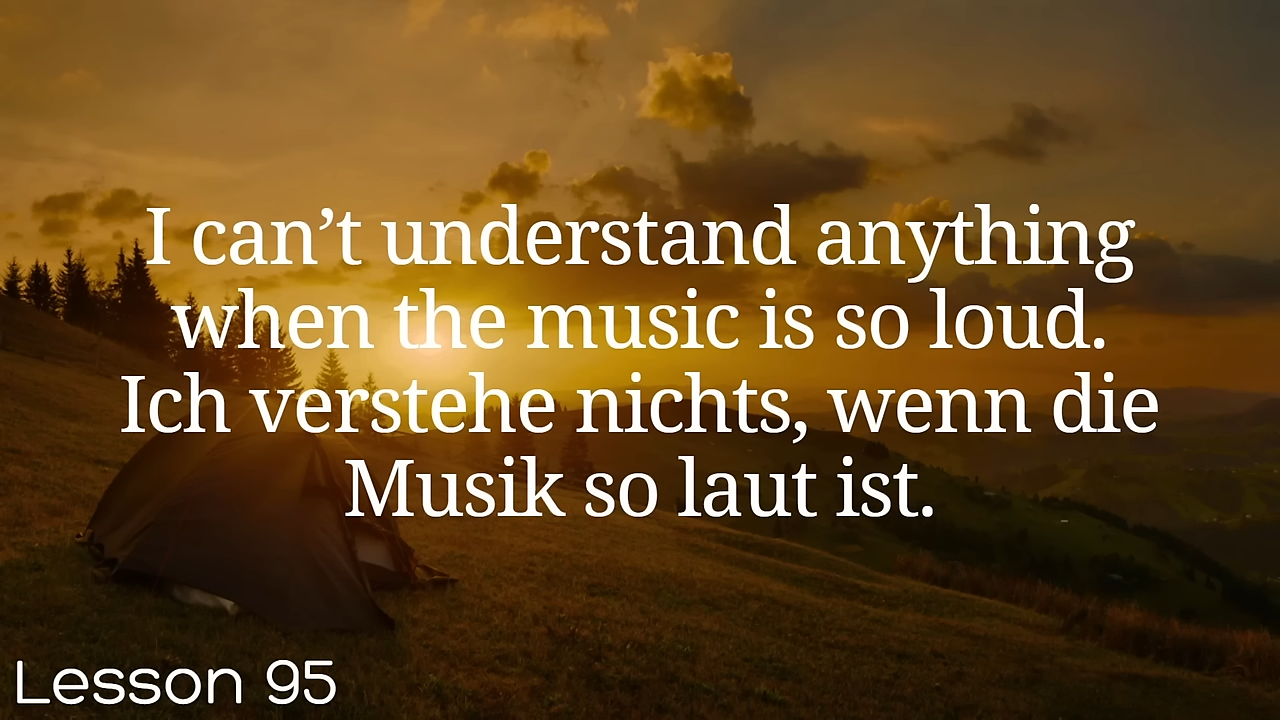 I can’t understand anything
when the music is so loud.
Ich verstehe nichts, wenn die
Musik so laut ist.
Lesson 95